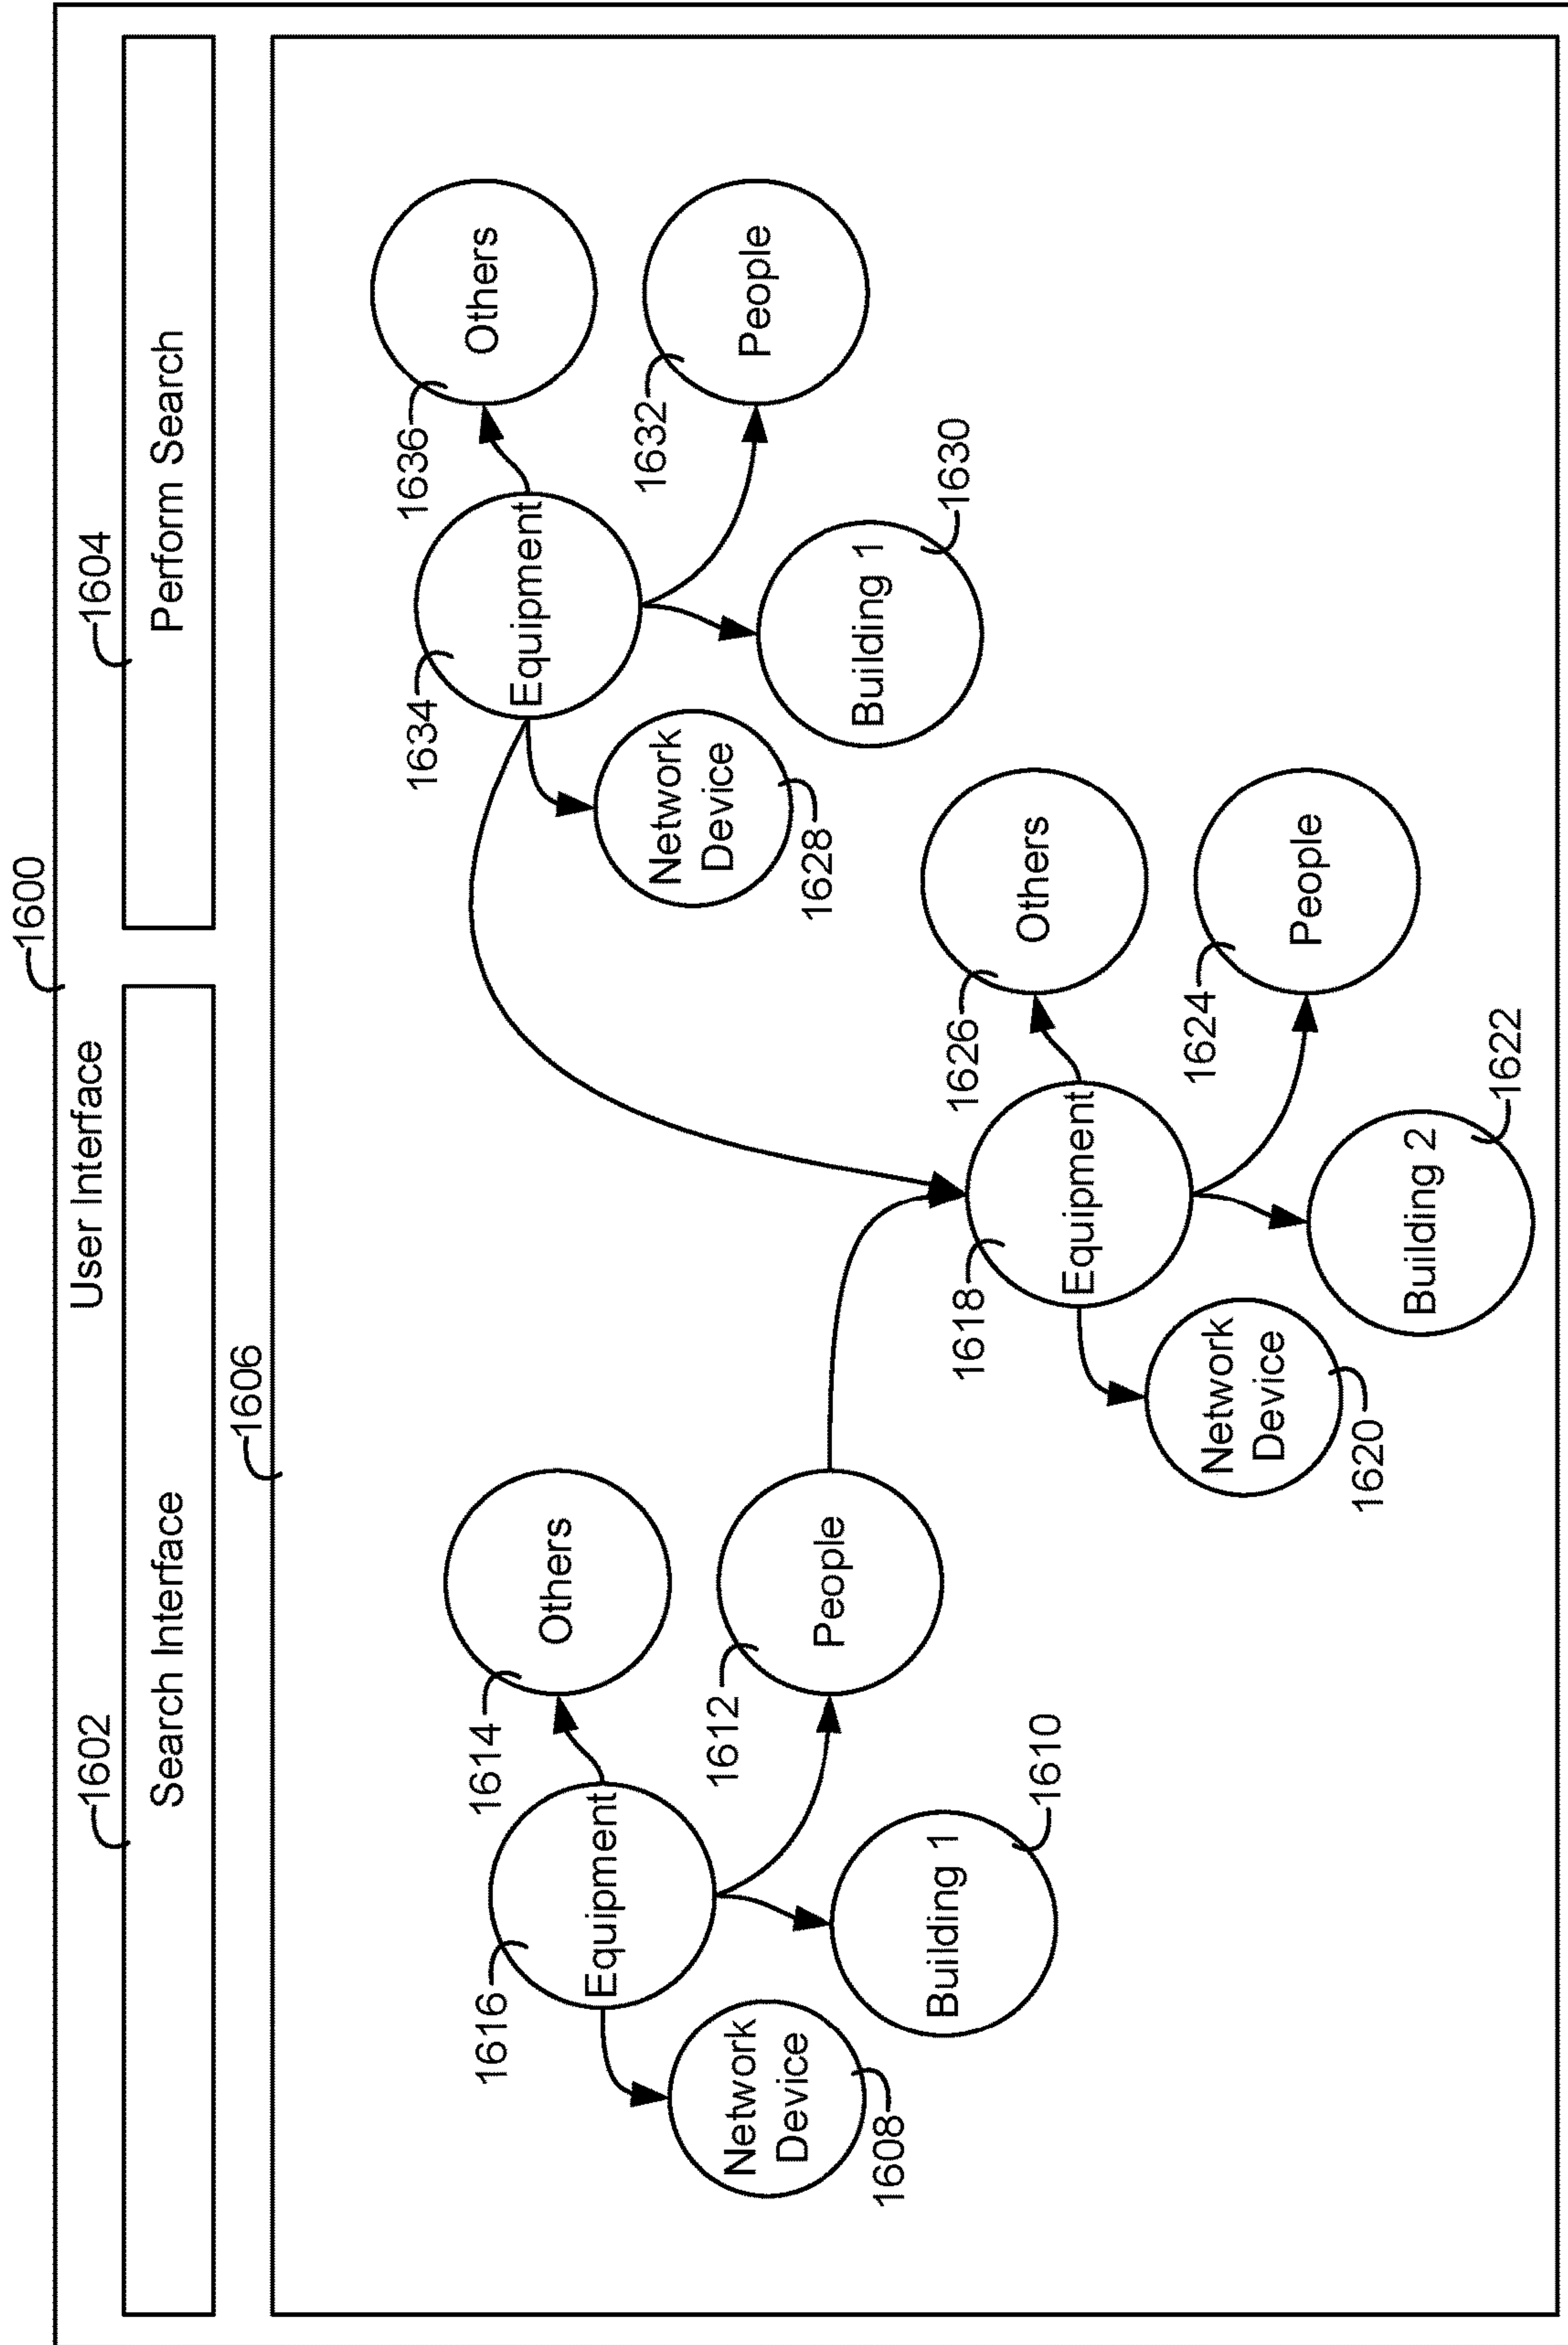 1600
User Interface
1602
1604
Search Interface
Perform Search
1606
1616
Equipment
1614
Others
1612
People
Network
Device
1608
Building 1
1610
1634
Equipment
1636
Others
1632
People
Network
Device
1628
Building 1
1630
1618
Equipment
1626
Others
1624
People
Network
Device
1620
Building 2
1622